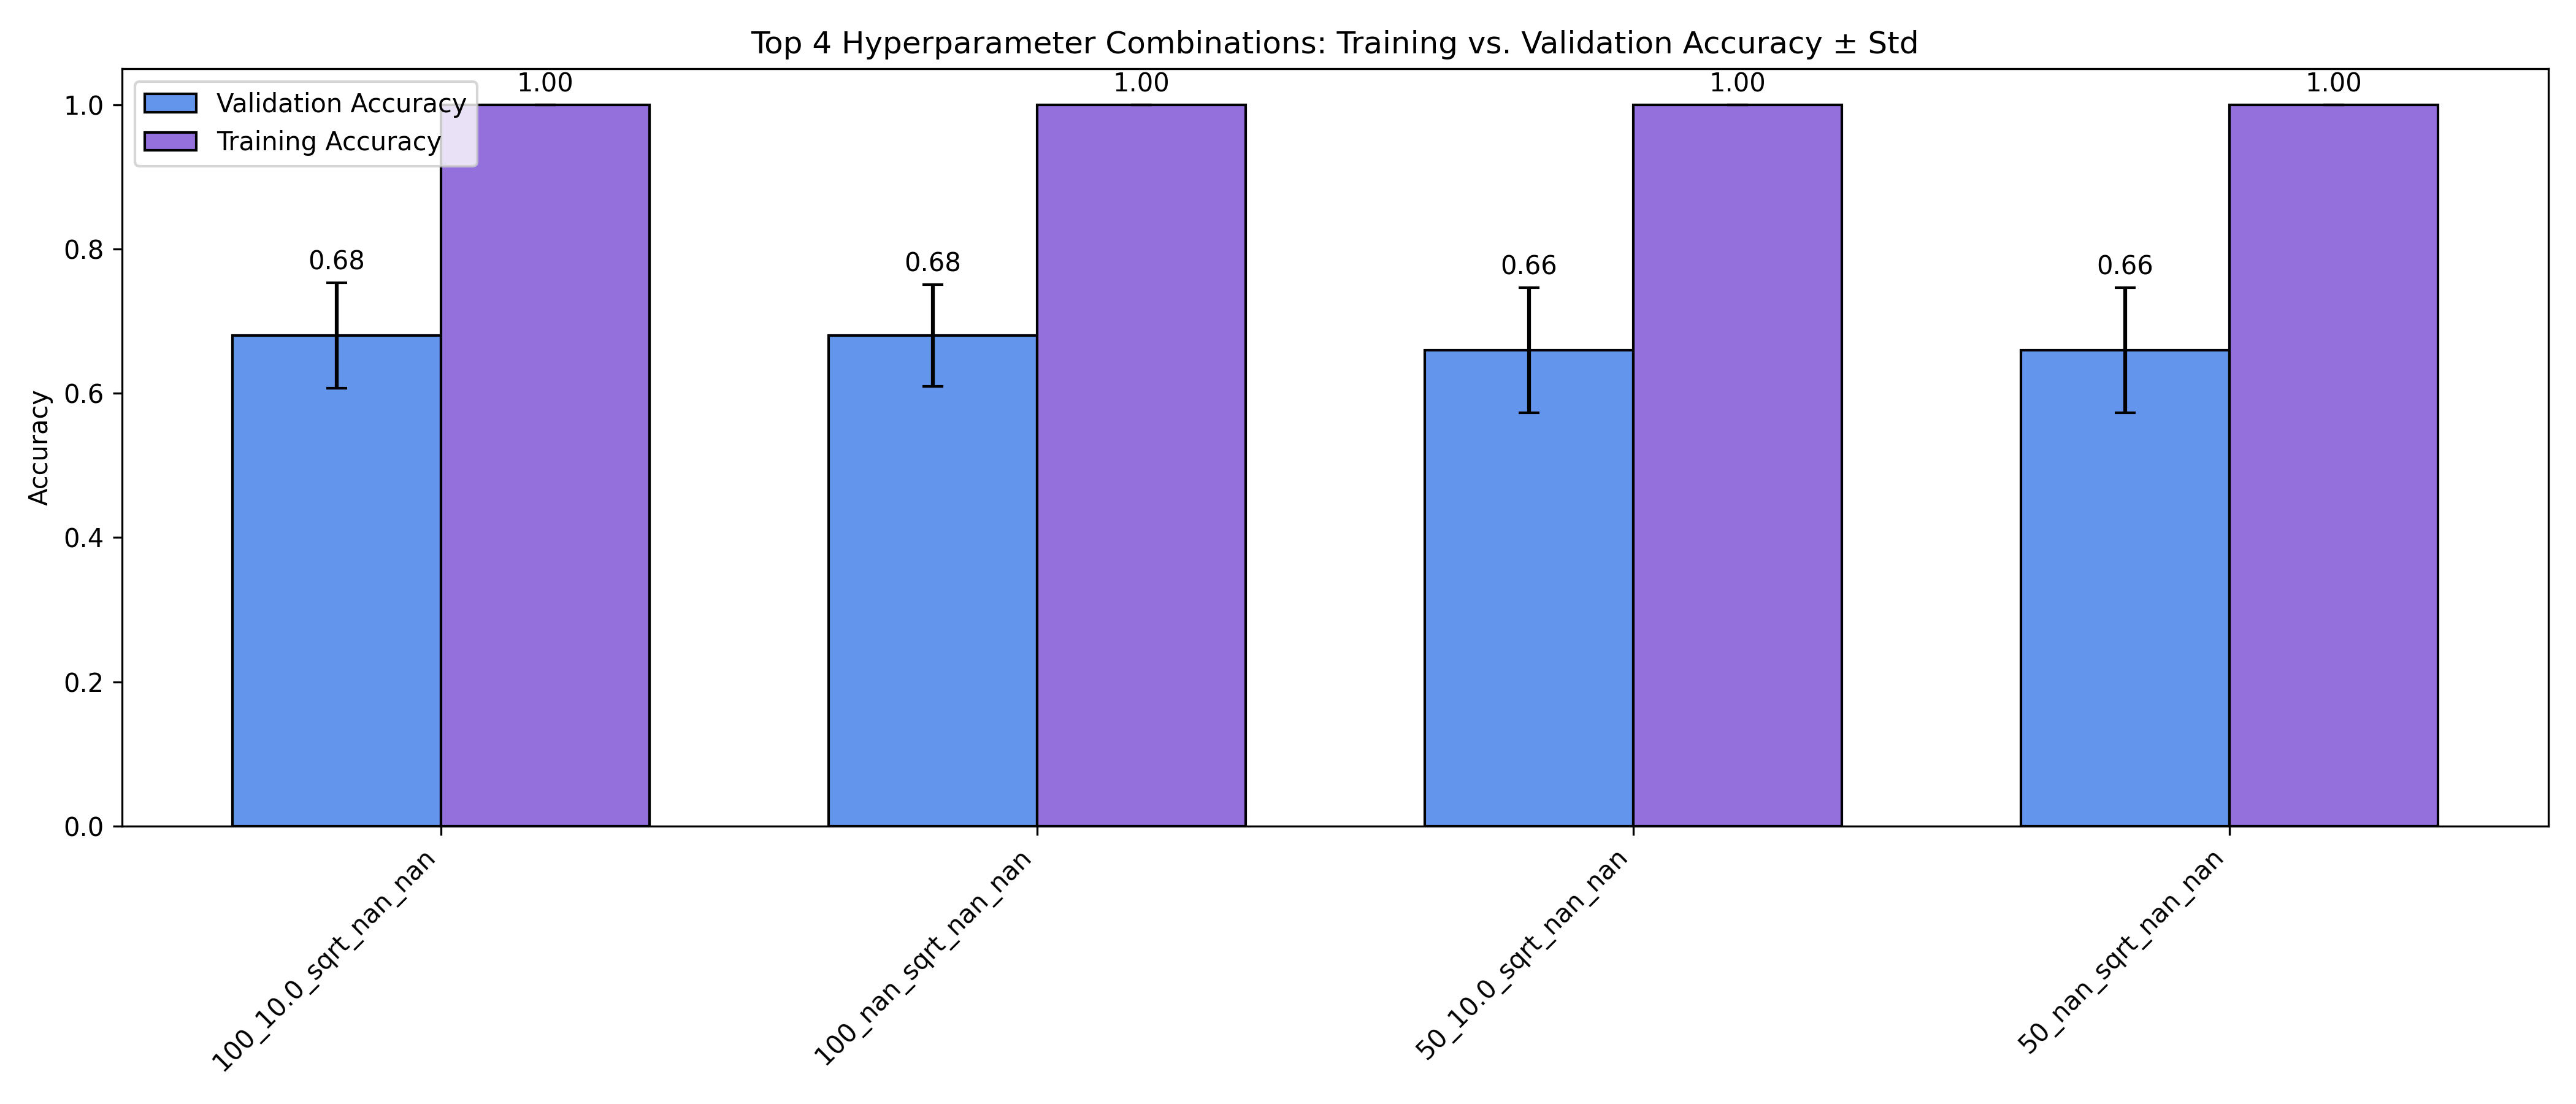 Top 4 Hyperparameter Combinations: Training vs. Validation Accuracy ± Std
Validation Accuracy
Training Accuracy
Accuracy
1.0
0.8
0.6
0.4
0.2
0.0
0.68
1.00
0.68
1.00
0.66
1.00
0.66
1.00
100_10.0_sqrt_nan_nan
100_nan_sqrt_nan_nan
50_10.0_sqrt_nan_nan
50_nan_sqrt_nan_nan